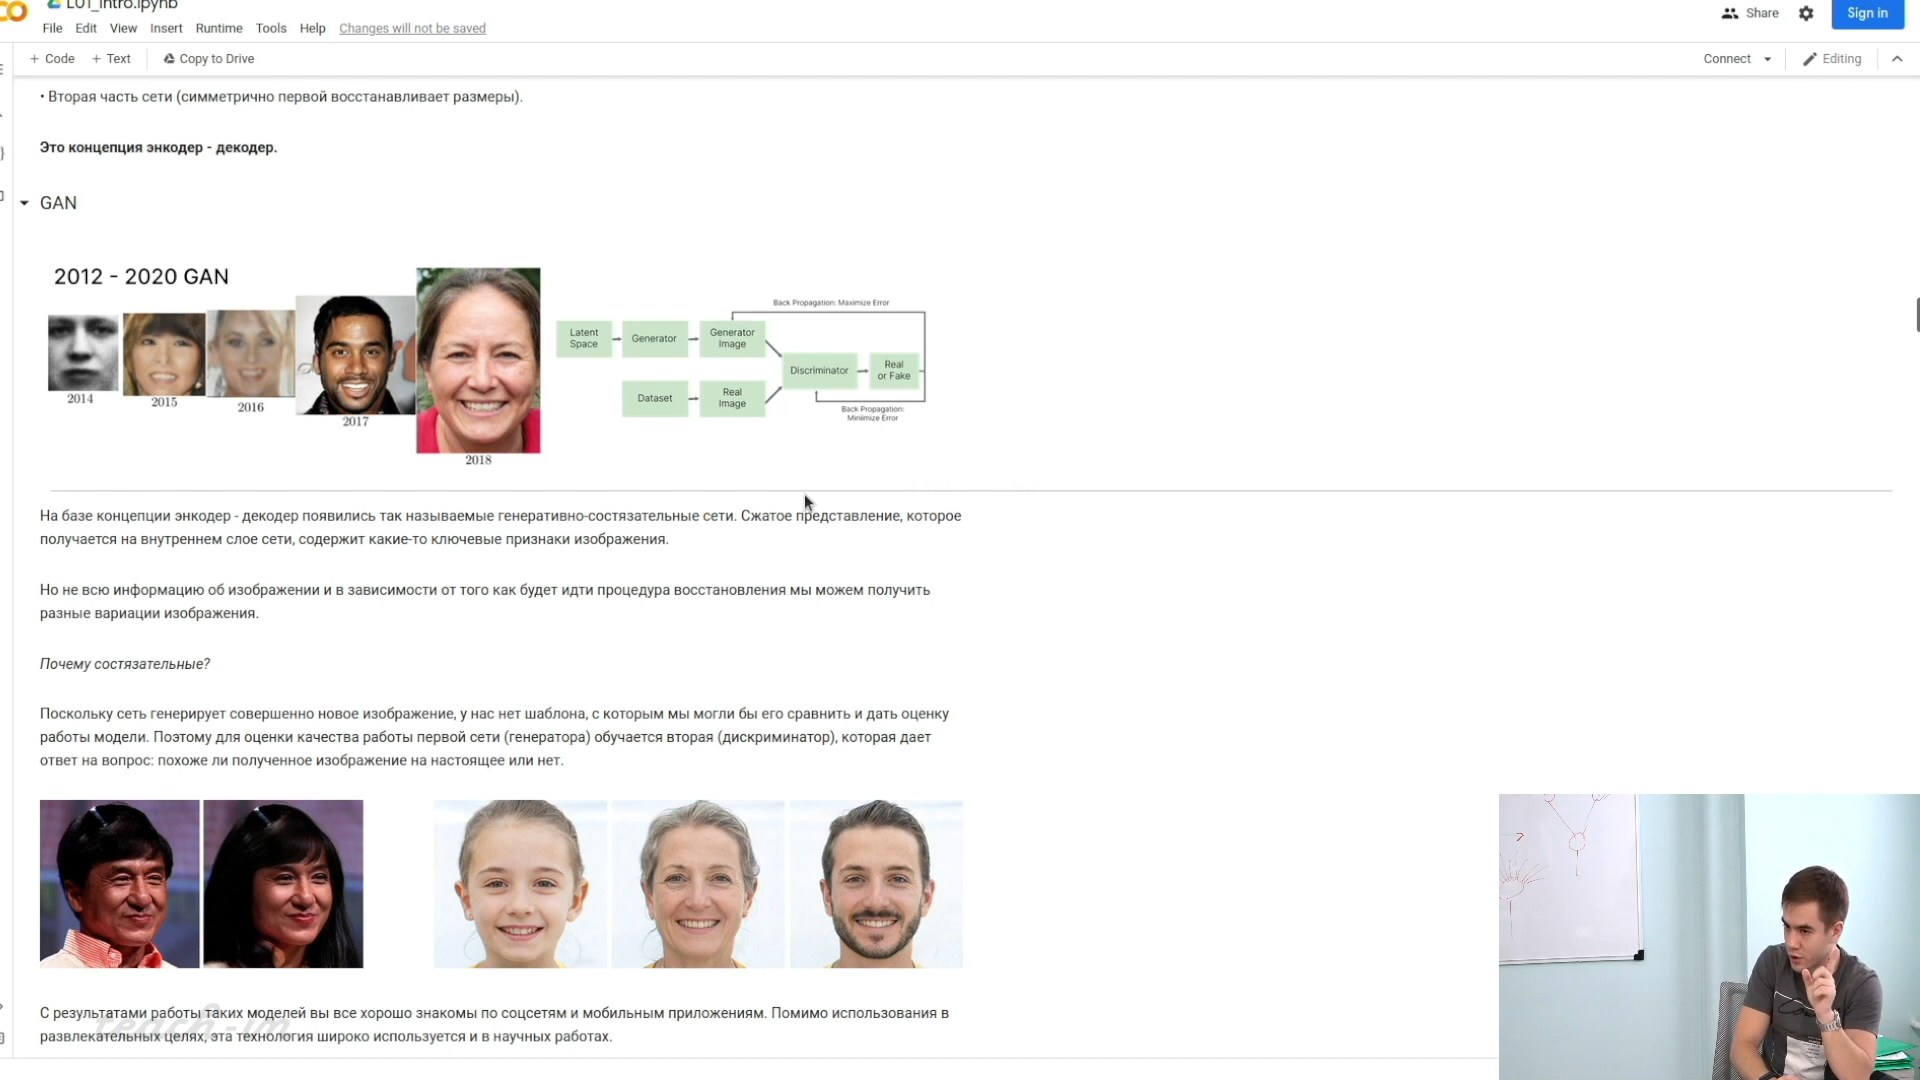 L01_Intro.ipynb
File Edit View Insert Runtime Tools Help Changes will not be saved
Share Sign in
+ Code + Text Copy to Drive
Connect Editing
• Вторая часть сети (симметрично первой восстанавливает размеры).
Это концепция энкодер - декодер.
GAN
2012 - 2020 GAN
2014
2015
2016
2017
2018
Back Propagation: Maximize Error
Latent
Space
Generator
Generator
Image
Discriminator
Real
or Fake
Dataset
Real
Image
Back Propagation:
Minimize Error
На базе концепции энкодер - декодер появились так называемые генеративно-состязательные сети. Сжатое представление, которое
получается на внутреннем слое сети, содержит какие-то ключевые признаки изображения.
Но не всю информацию об изображении и в зависимости от того как будет идти процедура восстановления мы можем получить
разные вариации изображения.
Почему состязательные?
Поскольку сеть генерирует совершенно новое изображение, у нас нет шаблона, с которым мы могли бы его сравнить и дать оценку
работы модели. Поэтому для оценки качества работы первой сети (генератора) обучается вторая (дискриминатор), которая дает
ответ на вопрос: похоже ли полученное изображение на настоящее или нет.
С результатами работы таких моделей вы все хорошо знакомы по соцсетям и мобильным приложениям. Помимо использования в
развлекательных целях, эта технология широко используется и в научных работах.
teach-in